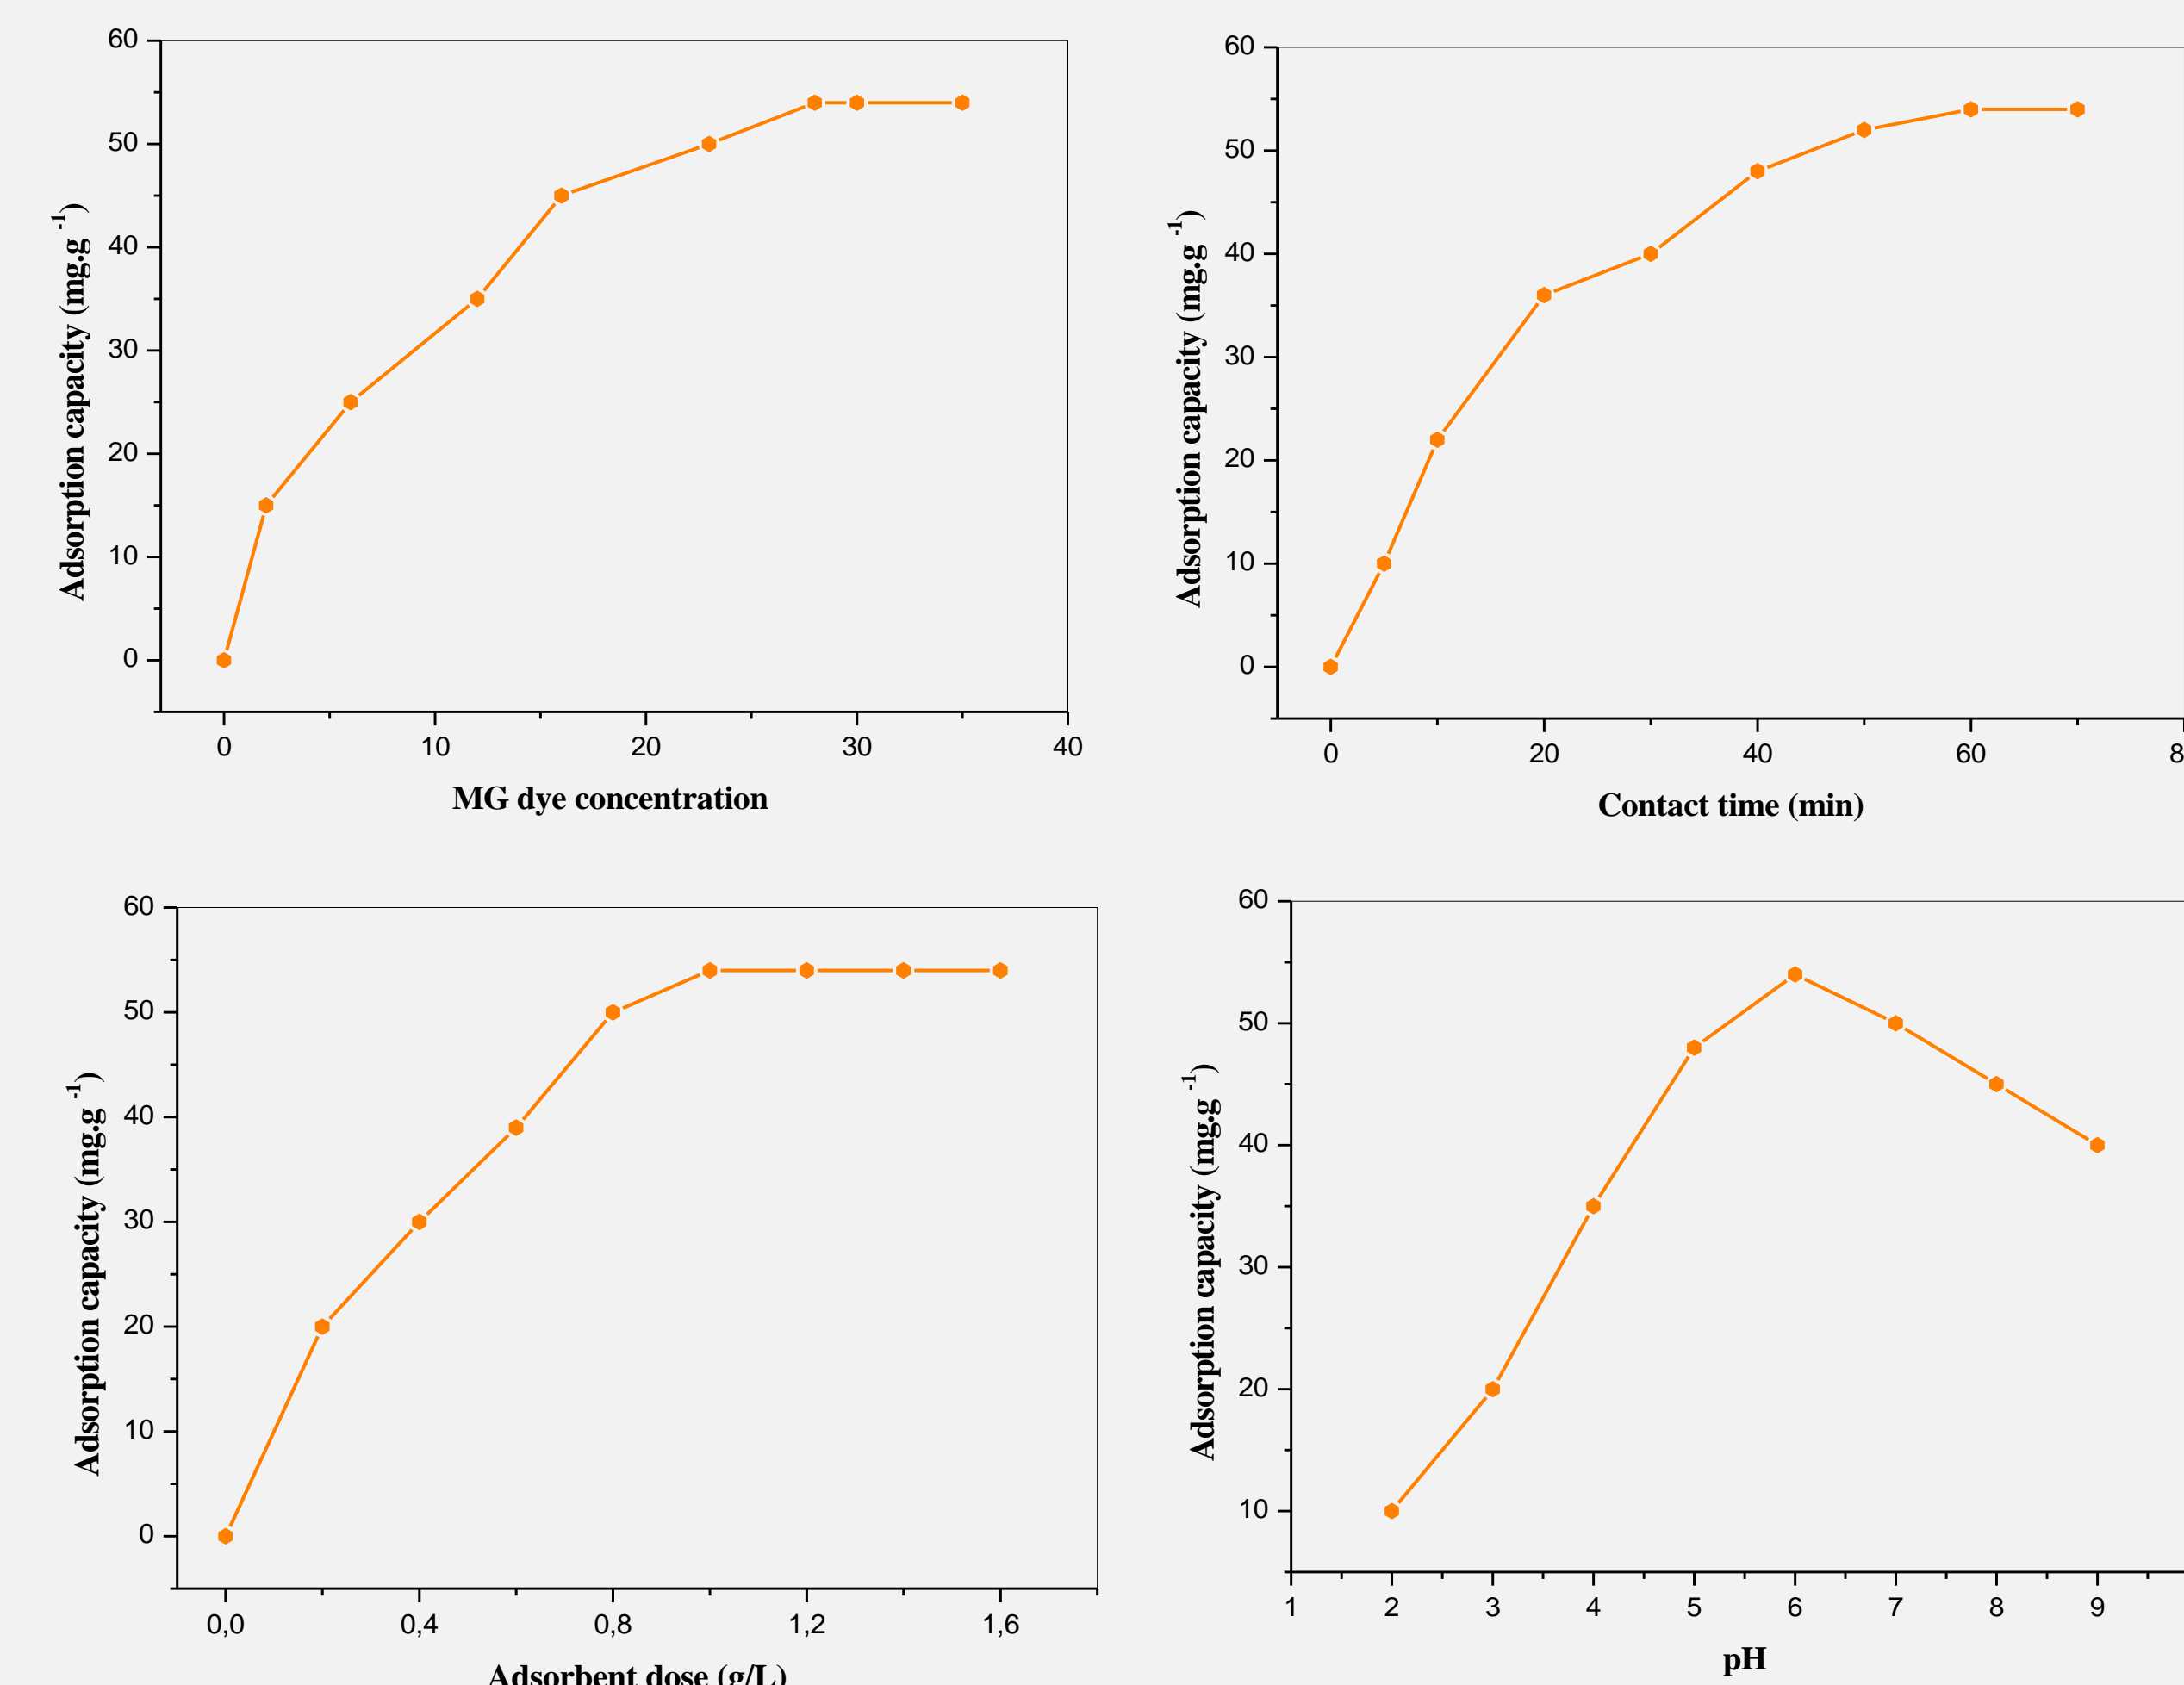 60
50
40
30
20
10
0
Adsorption capacity (mg.g -1)
0 10 20 30 40
MG dye concentration
60
50
40
30
20
10
0
Adsorption capacity (mg.g -1)
0 20 40 60 8
Contact time (min)
60
50
40
30
20
10
0
Adsorption capacity (mg.g -1)
0,0 0,4 0,8 1,2 1,6
Adsorbent dose (g/L)
60
50
40
30
20
10
Adsorption capacity (mg.g -1)
1 2 3 4 5 6 7 8 9
pH